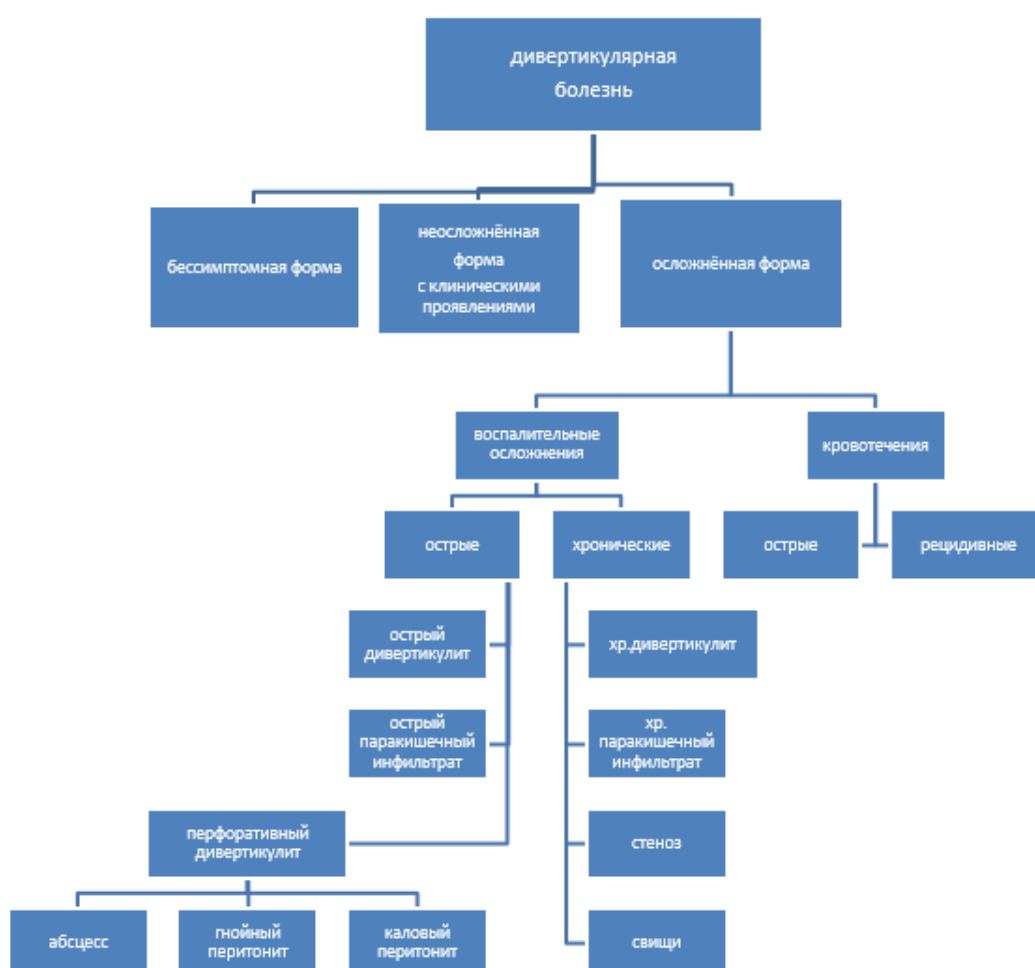 дивертикулярная
болезнь
бессимптомная форма
неосложнённая
форма
с клиническими
проявлениями
осложнённая форма
воспалительные
осложнения
кровотечения
острые
хронические
острые
рецидивные
острый
дивертикулит
хр.дивертикулит
острый
паракишечный
инфильтрат
хр.
паракишечный
инфильтрат
перфоративный
дивертикулит
стеноз
абсцесс
гнойный
перитонит
каловый
перитонит
свищи